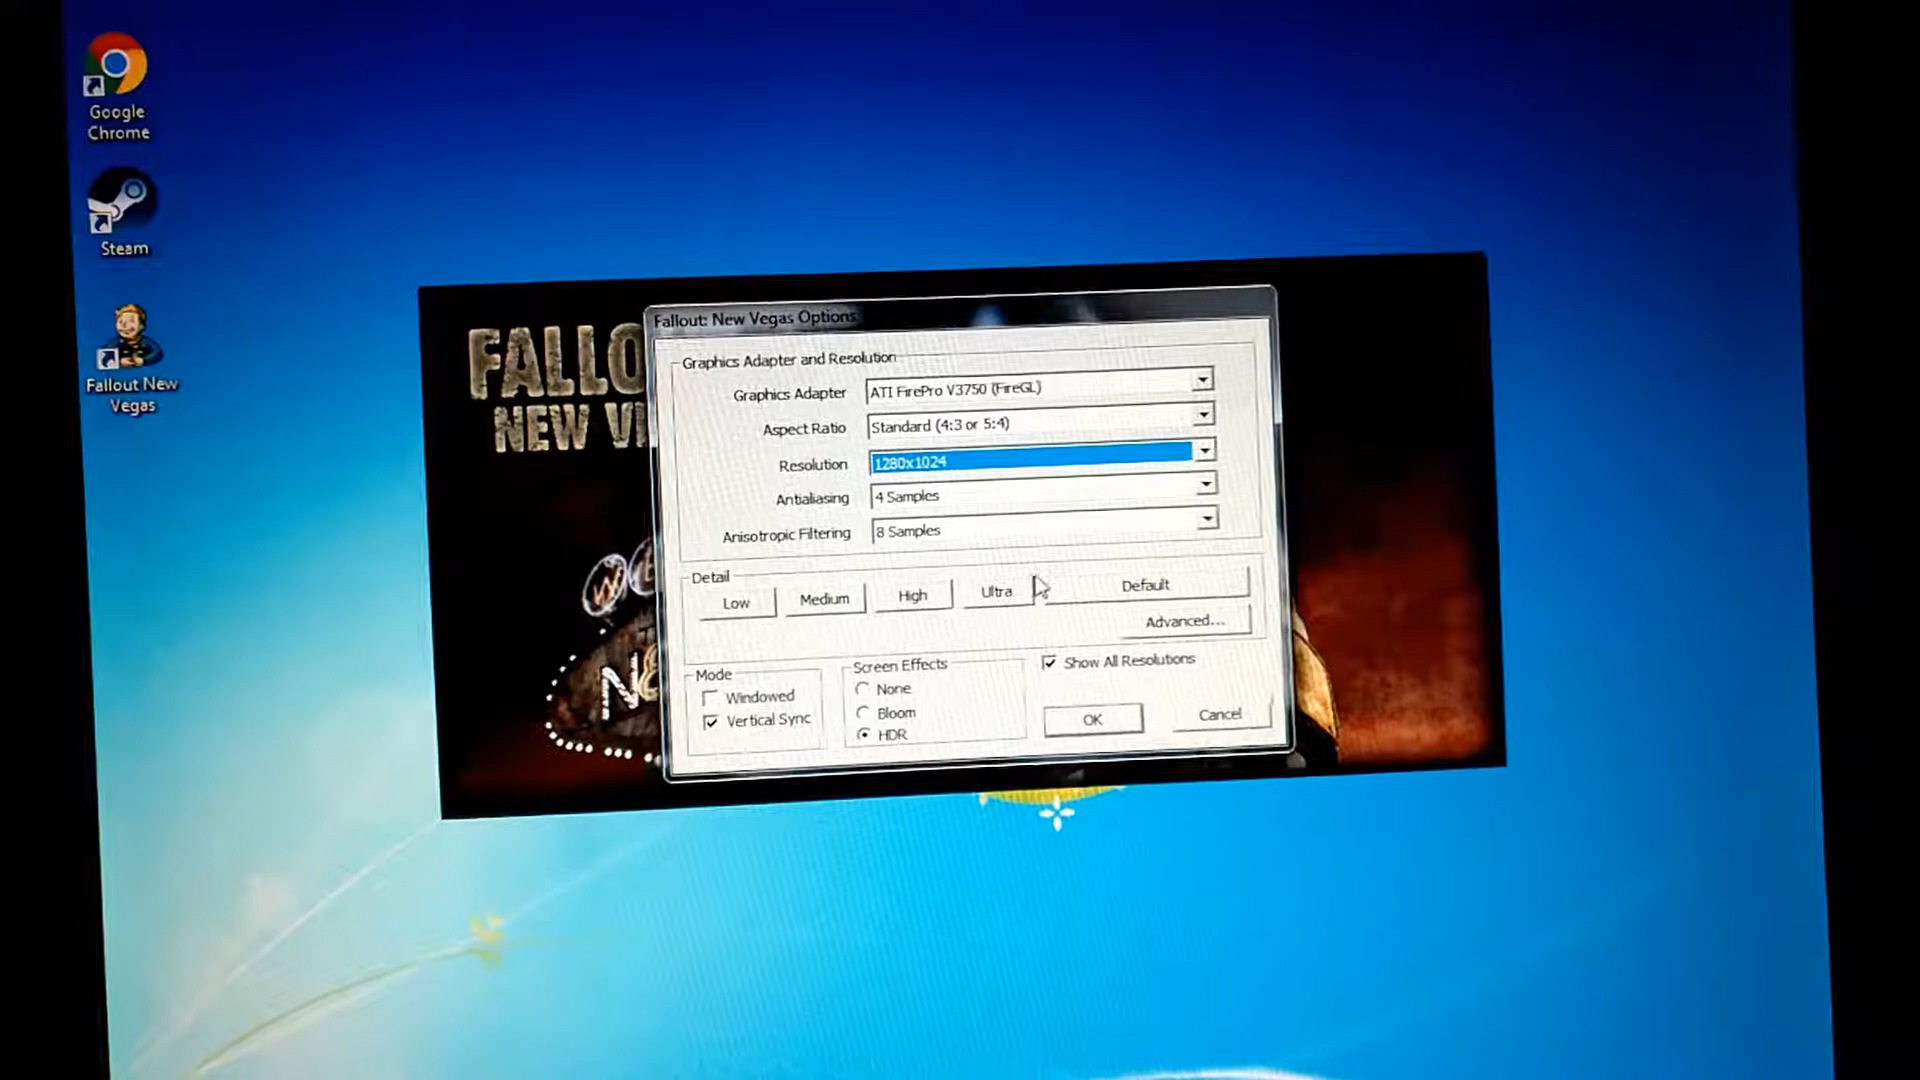 Google
Chrome
Steam
Fallout New
Vegas
FALLO
NEW VE
Fallout: New Vegas Options
Graphics Adapter and Resolution
Graphics Adapter ATI FirePro V3750 (FireGL)
Aspect Ratio Standard (4:3 or 5:4)
Resolution 1280x1024
Antialiasing 4 Samples
Anisotropic Filtering 8 Samples
Detail
Low Medium High Ultra Default
Advanced...
Mode
Windowed
Vertical Sync
Screen Effects
None
Bloom
HDR
Show All Resolutions
OK Cancel